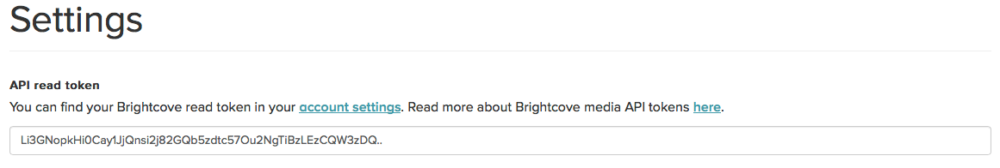 Settings
API read token
You can find your Brightcove read token in your account settings. Read more about Brightcove media API tokens here.
Li3GNopkHi0Cay1JjQnsi2j82GQb5zdtc57Ou2NgTiBzLEzCQW3zDQ..